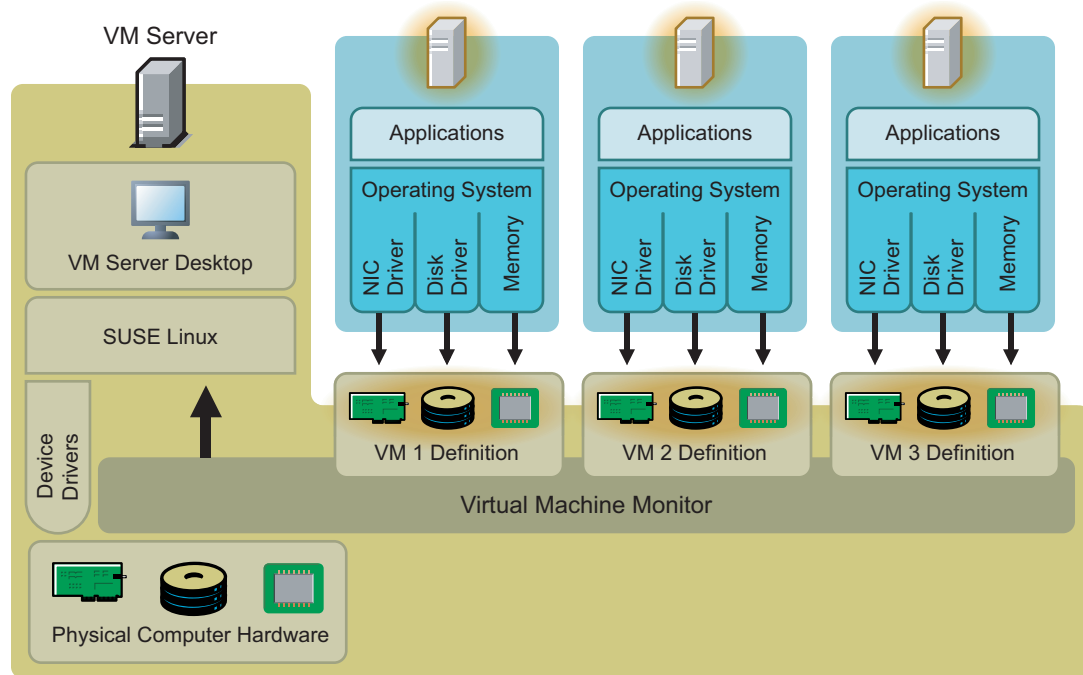 VM Server
VM Server Desktop
SUSE Linux
Device
Drivers
Physical Computer Hardware
Applications
Operating System
NIC
Driver
Disk
Driver
Memory
VM 1 Definition
Applications
Operating System
NIC
Driver
Disk
Driver
Memory
VM 2 Definition
Applications
Operating System
NIC
Driver
Disk
Driver
Memory
VM 3 Definition
Virtual Machine Monitor